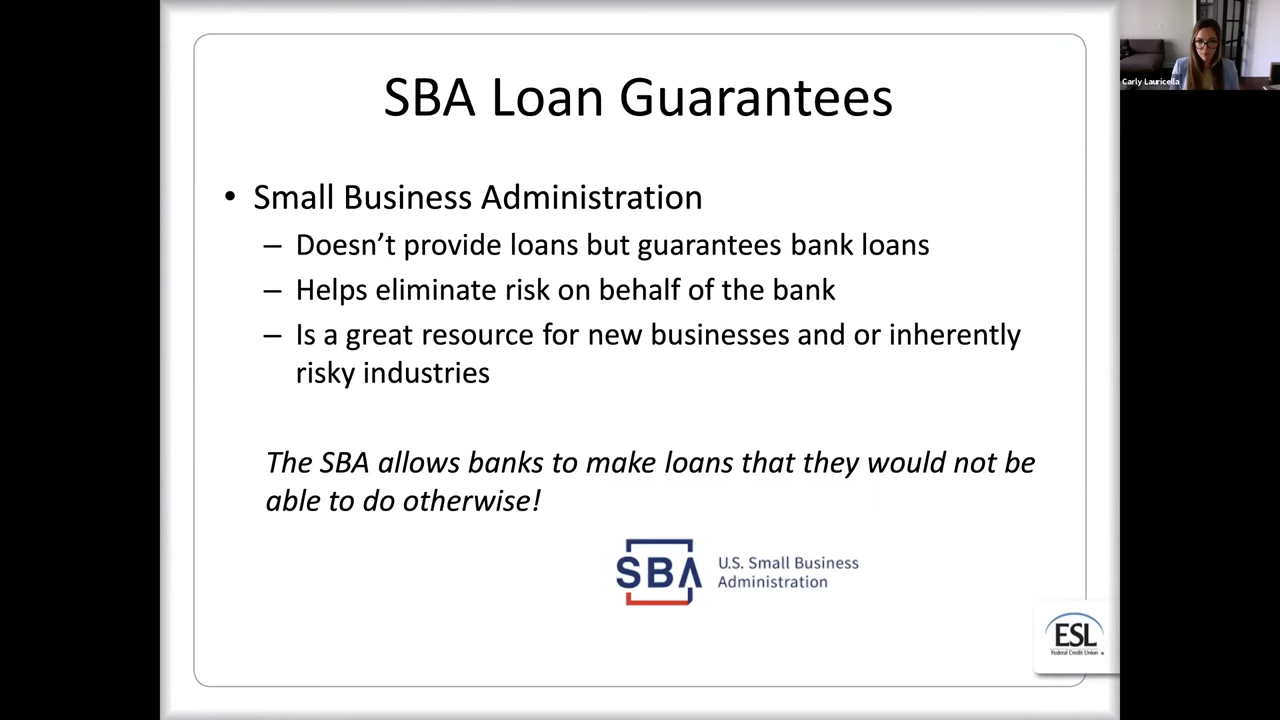 SBA Loan Guarantees
• Small Business Administration
– Doesn’t provide loans but guarantees bank loans
– Helps eliminate risk on behalf of the bank
– Is a great resource for new businesses and or inherently
risky industries
The SBA allows banks to make loans that they would not be
able to do otherwise!
SBA
U.S. Small Business
Administration
ESL
Federal Credit Union
Carly Lauricella